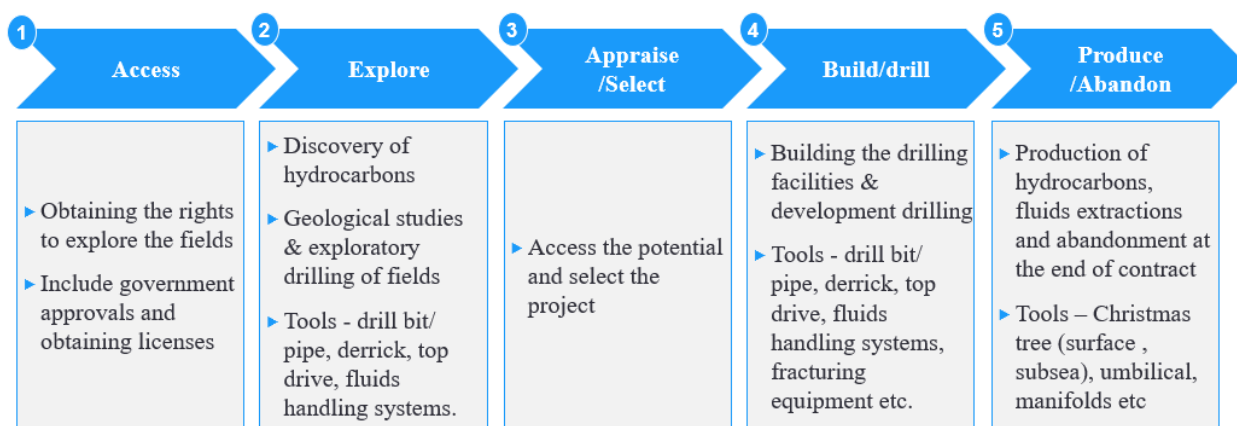 1
Access
2
Explore
3
Appraise
/Select
4
Build/drill
5
Produce
/Abandon
Obtaining the rights
to explore the fields
Include government
approvals and
obtaining licenses
Discovery of
hydrocarbons
Geological studies
& exploratory
drilling of fields
Tools - drill bit/
pipe, derrick, top
drive, fluids
handling systems.
Access the potential
and select the
project
Building the drilling
facilities &
development drilling
Tools - drill bit/
pipe, derrick, top
drive, fluids
handling systems,
fracturing
equipment etc.
Production of
hydrocarbons,
fluids extractions
and abandonment at
the end of contract
Tools – Christmas
tree (surface ,
subsea), umbilical,
manifolds etc